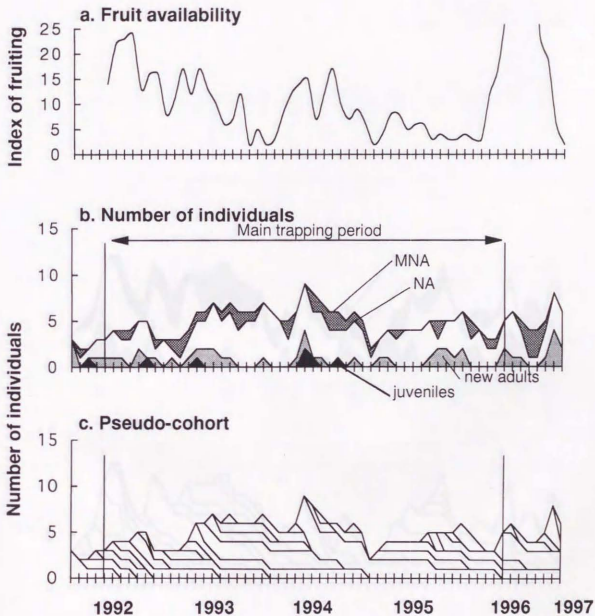 a. Fruit availability
Index of fruiting
25
20
15
10
5
0
b. Number of individuals
Main trapping period
15
10
5
0
MNA
NA
new adults
juveniles
Number of individuals
c. Pseudo-cohort
15
10
5
0
1992 1993 1994 1995 1996 1997